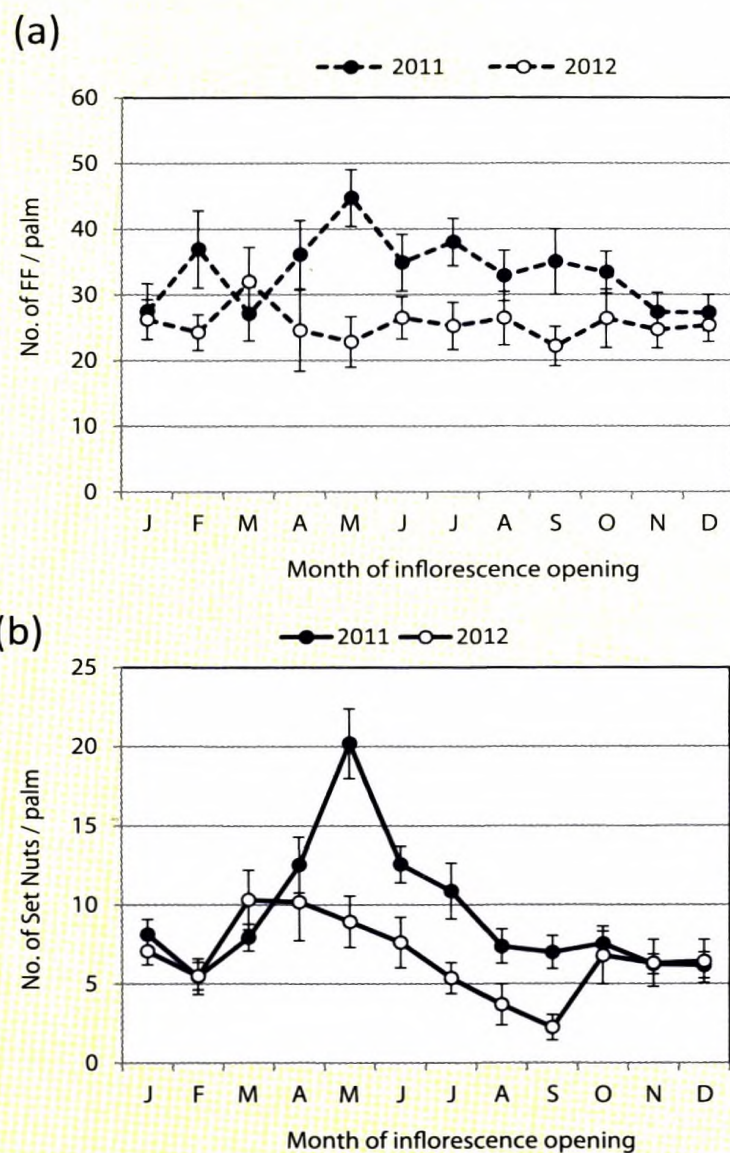 (a)
2011 2012
60
50
40
30
20
10
0
No. of FF / palm
J F M A M J J A S O N D
Month of inflorescence opening
(b)
2011 2012
25
20
15
10
5
0
No. of Set Nuts / palm
J F M A M J J A S O N D
Month of inflorescence opening